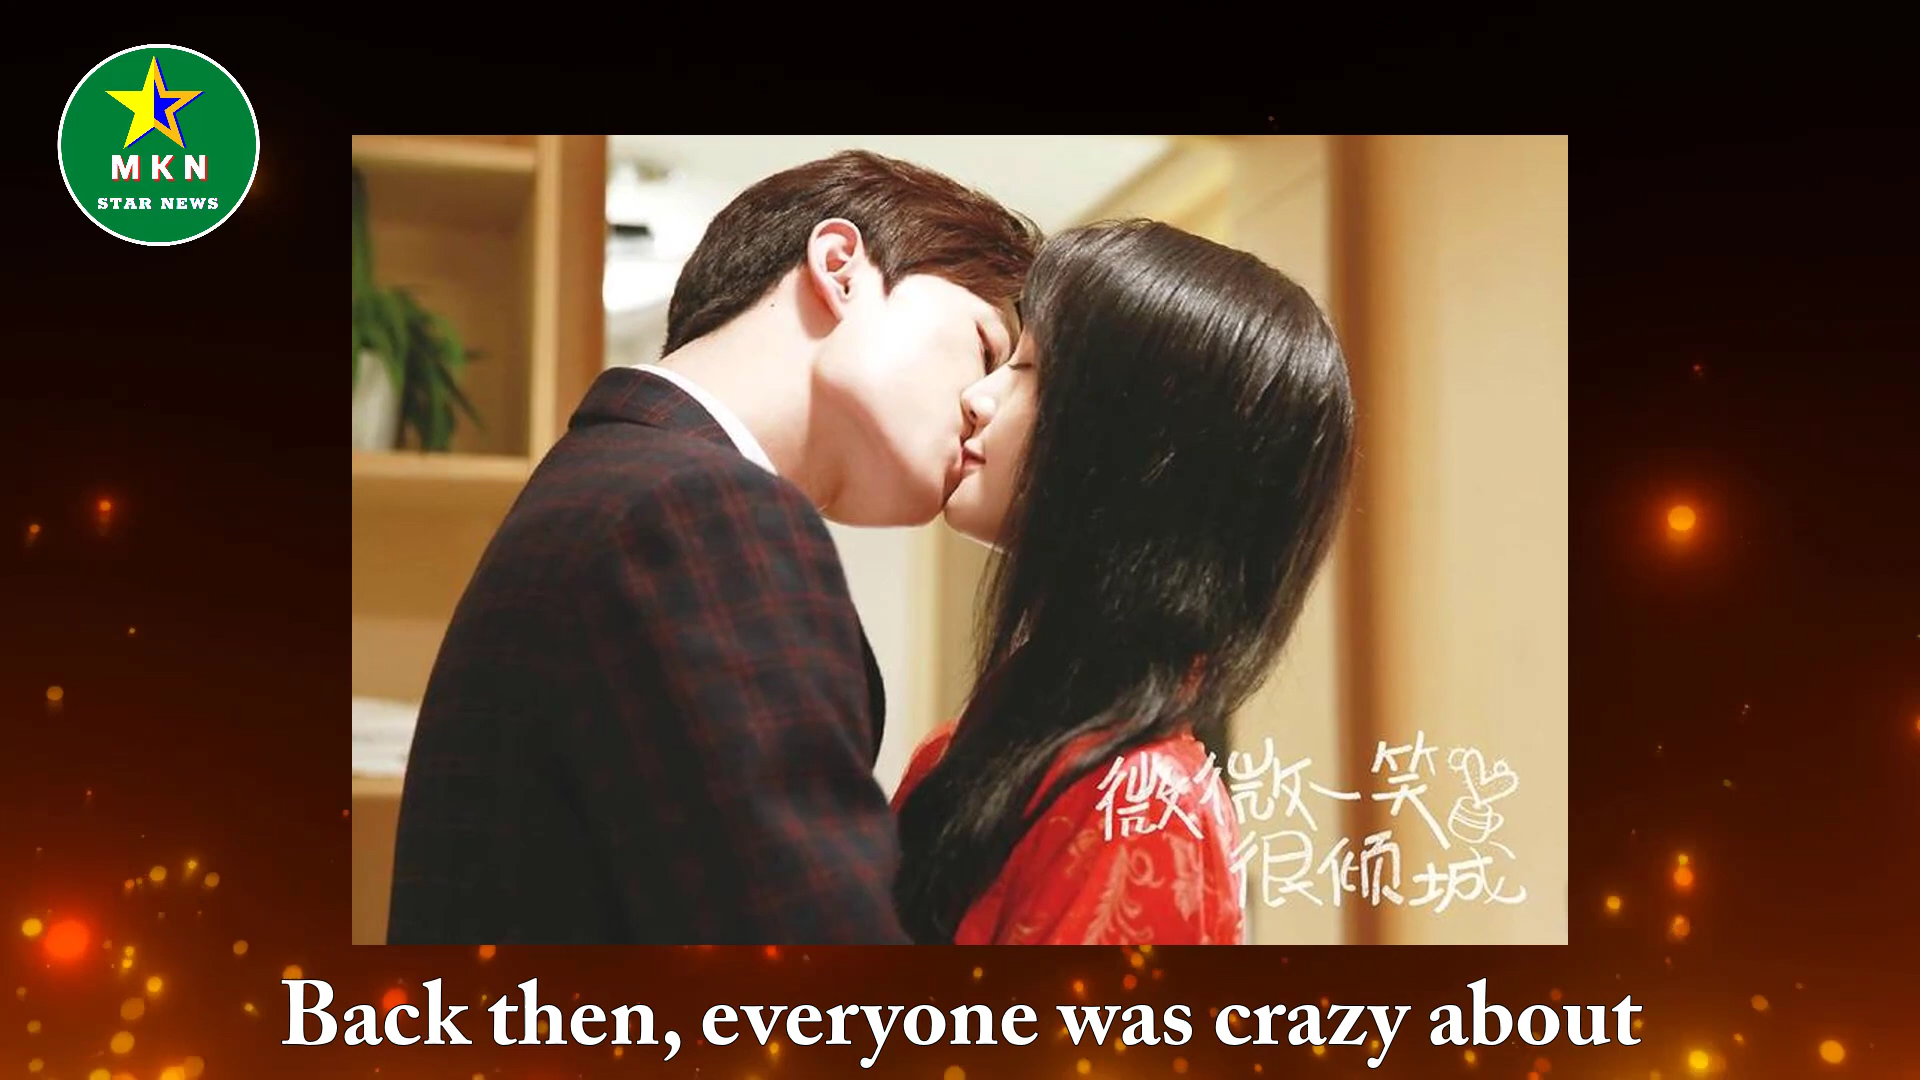 MKN
STAR NEWS
微微一笑
很倾城
Back then, everyone was crazy about